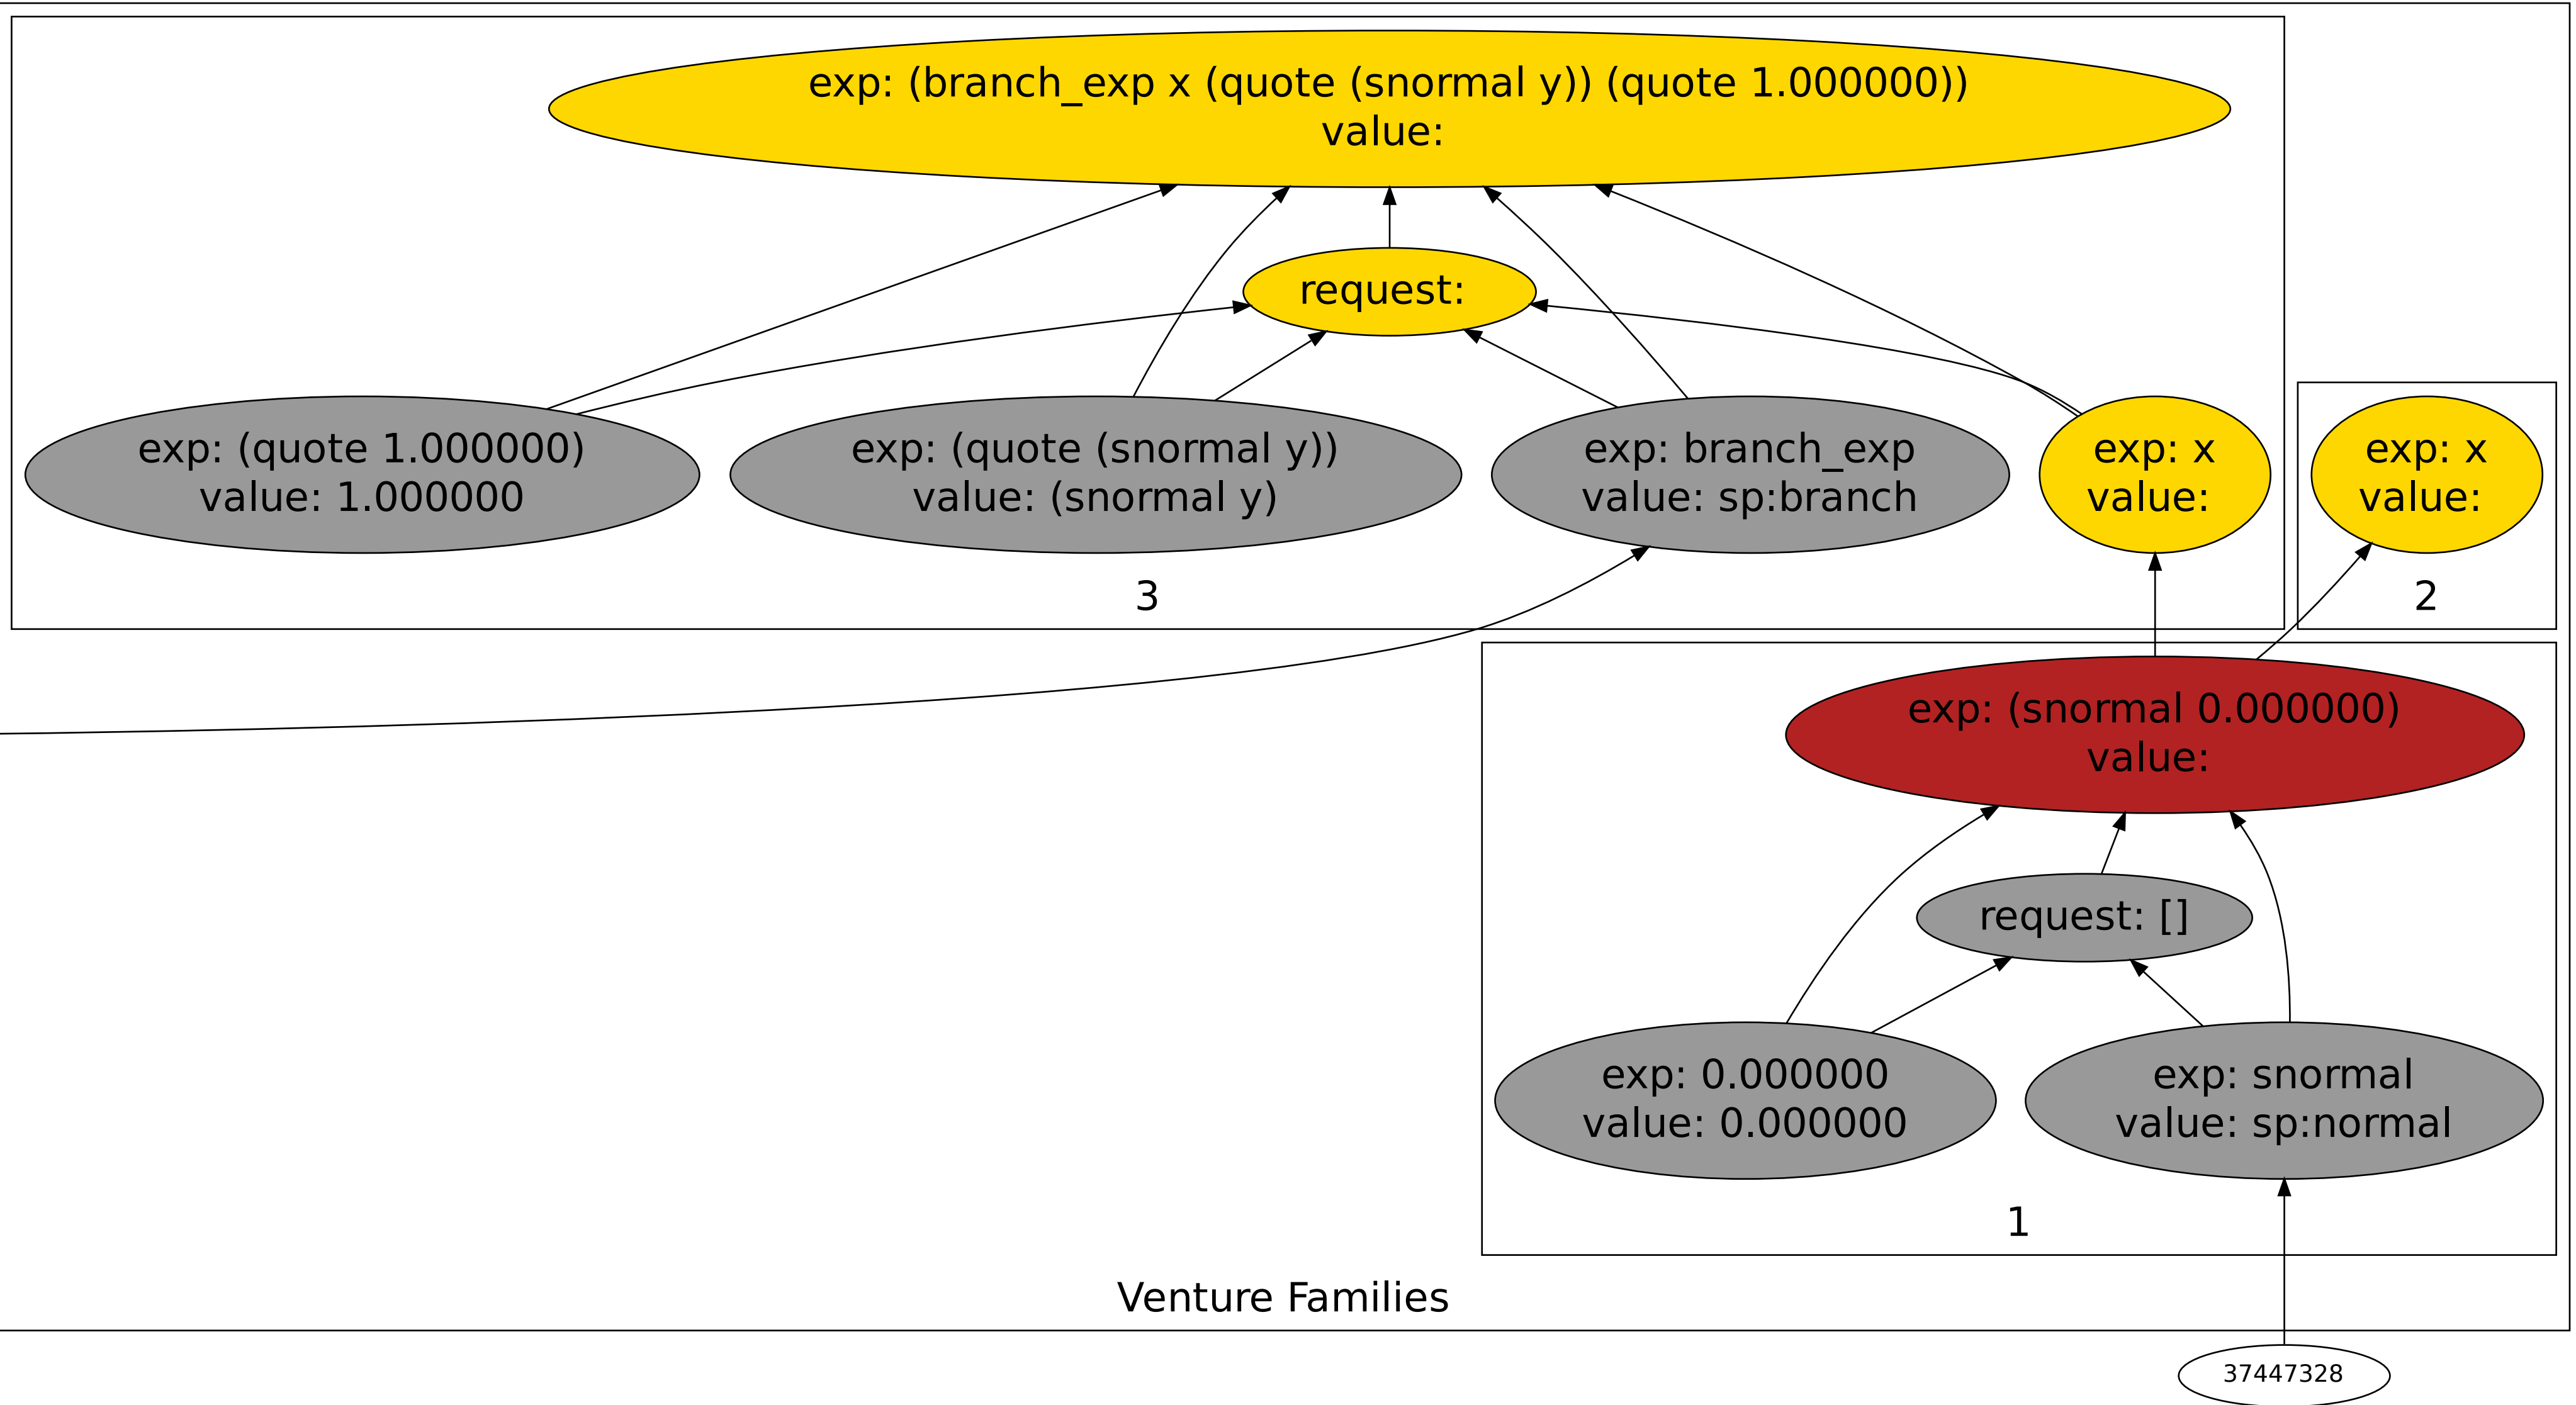 exp: (branch_exp x (quote (snormal y)) (quote 1.000000))
value:
request:
exp: (quote 1.000000)
value: 1.000000
exp: (quote (snormal y))
value: (snormal y)
exp: branch_exp
value: sp:branch
exp: x
value:
exp: x
value:
3
2
exp: (snormal 0.000000)
value:
request: []
exp: 0.000000
value: 0.000000
exp: snormal
value: sp:normal
1
Venture Families
37447328